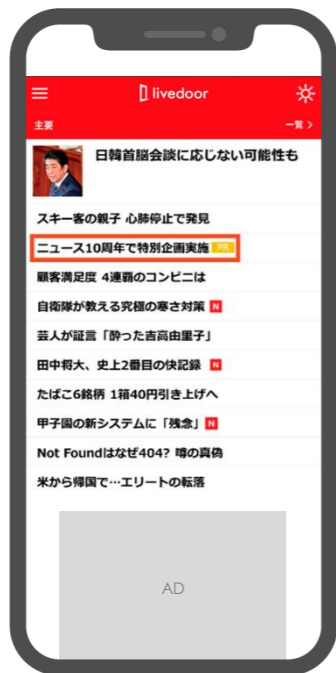 livedoor
主要
一覧 >
日韓首脳会談に応じない可能性も
スキー客の親子 心肺停止で発見
ニュース10周年で特別企画実施 PR
顧客満足度 4連覇のコンビニは
自衛隊が教える究極の寒さ対策 N
芸人が証言「酔った吉高由里子」
田中将大、史上2番目の快記録 N
たばこ6銘柄 1箱40円引き上げへ
甲子園の新システムに「残念」 N
Not Foundはなぜ404? 噂の真偽
米から帰国で…エリートの転落
AD